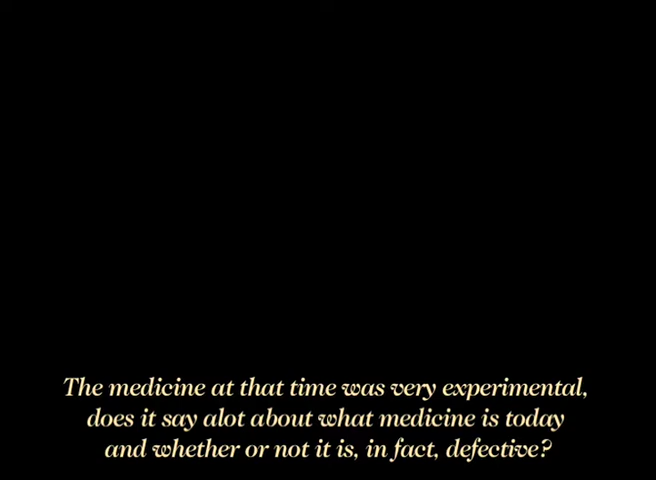 The medicine at that time was very experimental,
does it say alot about what medicine is today
and whether or not it is, in fact, defective?